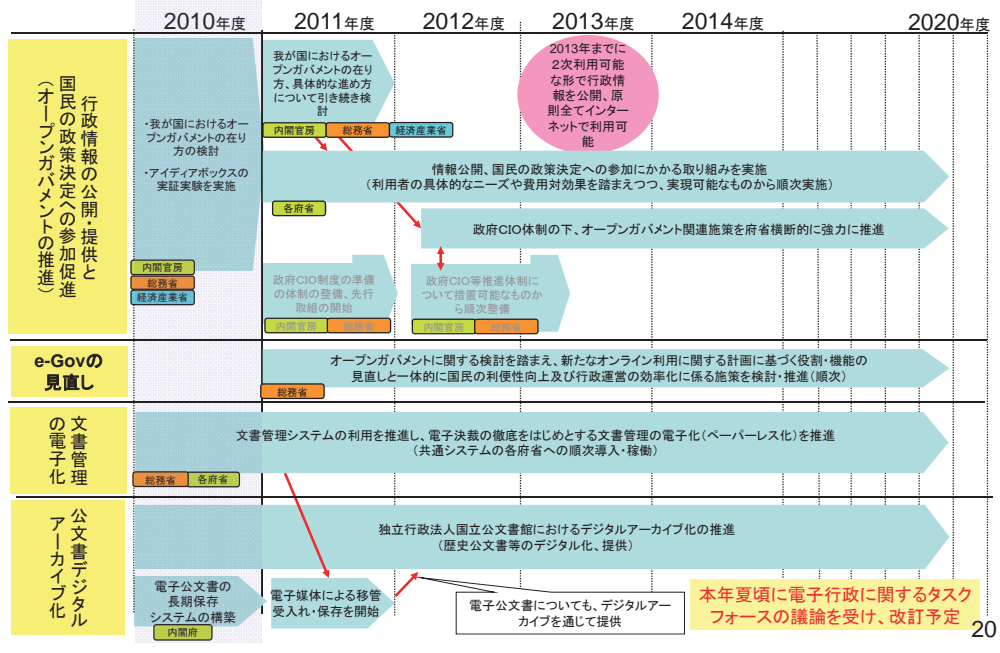 2010年度
2011年度
2012年度
2013年度
2014年度
2020年度
行政情報の公開・提供と
国民の政策決定への参加促進
（オープンガバメントの推進）
・我が国におけるオー
プンガバメントの在り
方の検討
・アイディアボックスの
実証実験を実施
内閣官房
総務省
経済産業省
我が国におけるオー
プンガバメントの在り
方、具体的な進め方
について引き続き検
討
内閣官房
総務省
経済産業省
2013年までに
２次利用可能
な形で行政情
報を公開、原
則全てインター
ネットで利用可
能
情報公開、国民の政策決定への参加にかかる取り組みを実施
（利用者の具体的なニーズや費用対効果を踏まえつつ、実現可能なものから順次実施）
各府省
政府CIO体制の下、オープンガバメント関連施策を府省横断的に強力に推進
政府CIO制度の準備
の体制の整備、先行
取組の開始
内閣官房
総務省
政府CIO等推進体制に
ついて措置可能なものか
ら順次整備
内閣官房
総務省
e-Govの
見直し
オープンガバメントに関する検討を踏まえ、新たなオンライン利用に関する計画に基づく役割・機能の
見直しと一体的に国民の利便性向上及び行政運営の効率化に係る施策を検討・推進（順次）
総務省
文書管理
の電子化
文書管理システムの利用を推進し、電子決裁の徹底をはじめとする文書管理の電子化（ペーパーレス化）を推進
（共通システムの各府省への順次導入・稼働）
総務省
各府省
公文書デジタル
アーカイブ化
独立行政法人国立公文書館におけるデジタルアーカイブ化の推進
（歴史公文書等のデジタル化、提供）
電子公文書の
長期保存
システムの構築
内閣府
電子媒体による移管
受入れ・保存を開始
電子公文書についても、デジタルアー
カイブを通じて提供
本年夏頃に電子行政に関するタスク
フォースの議論を受け、改訂予定
20